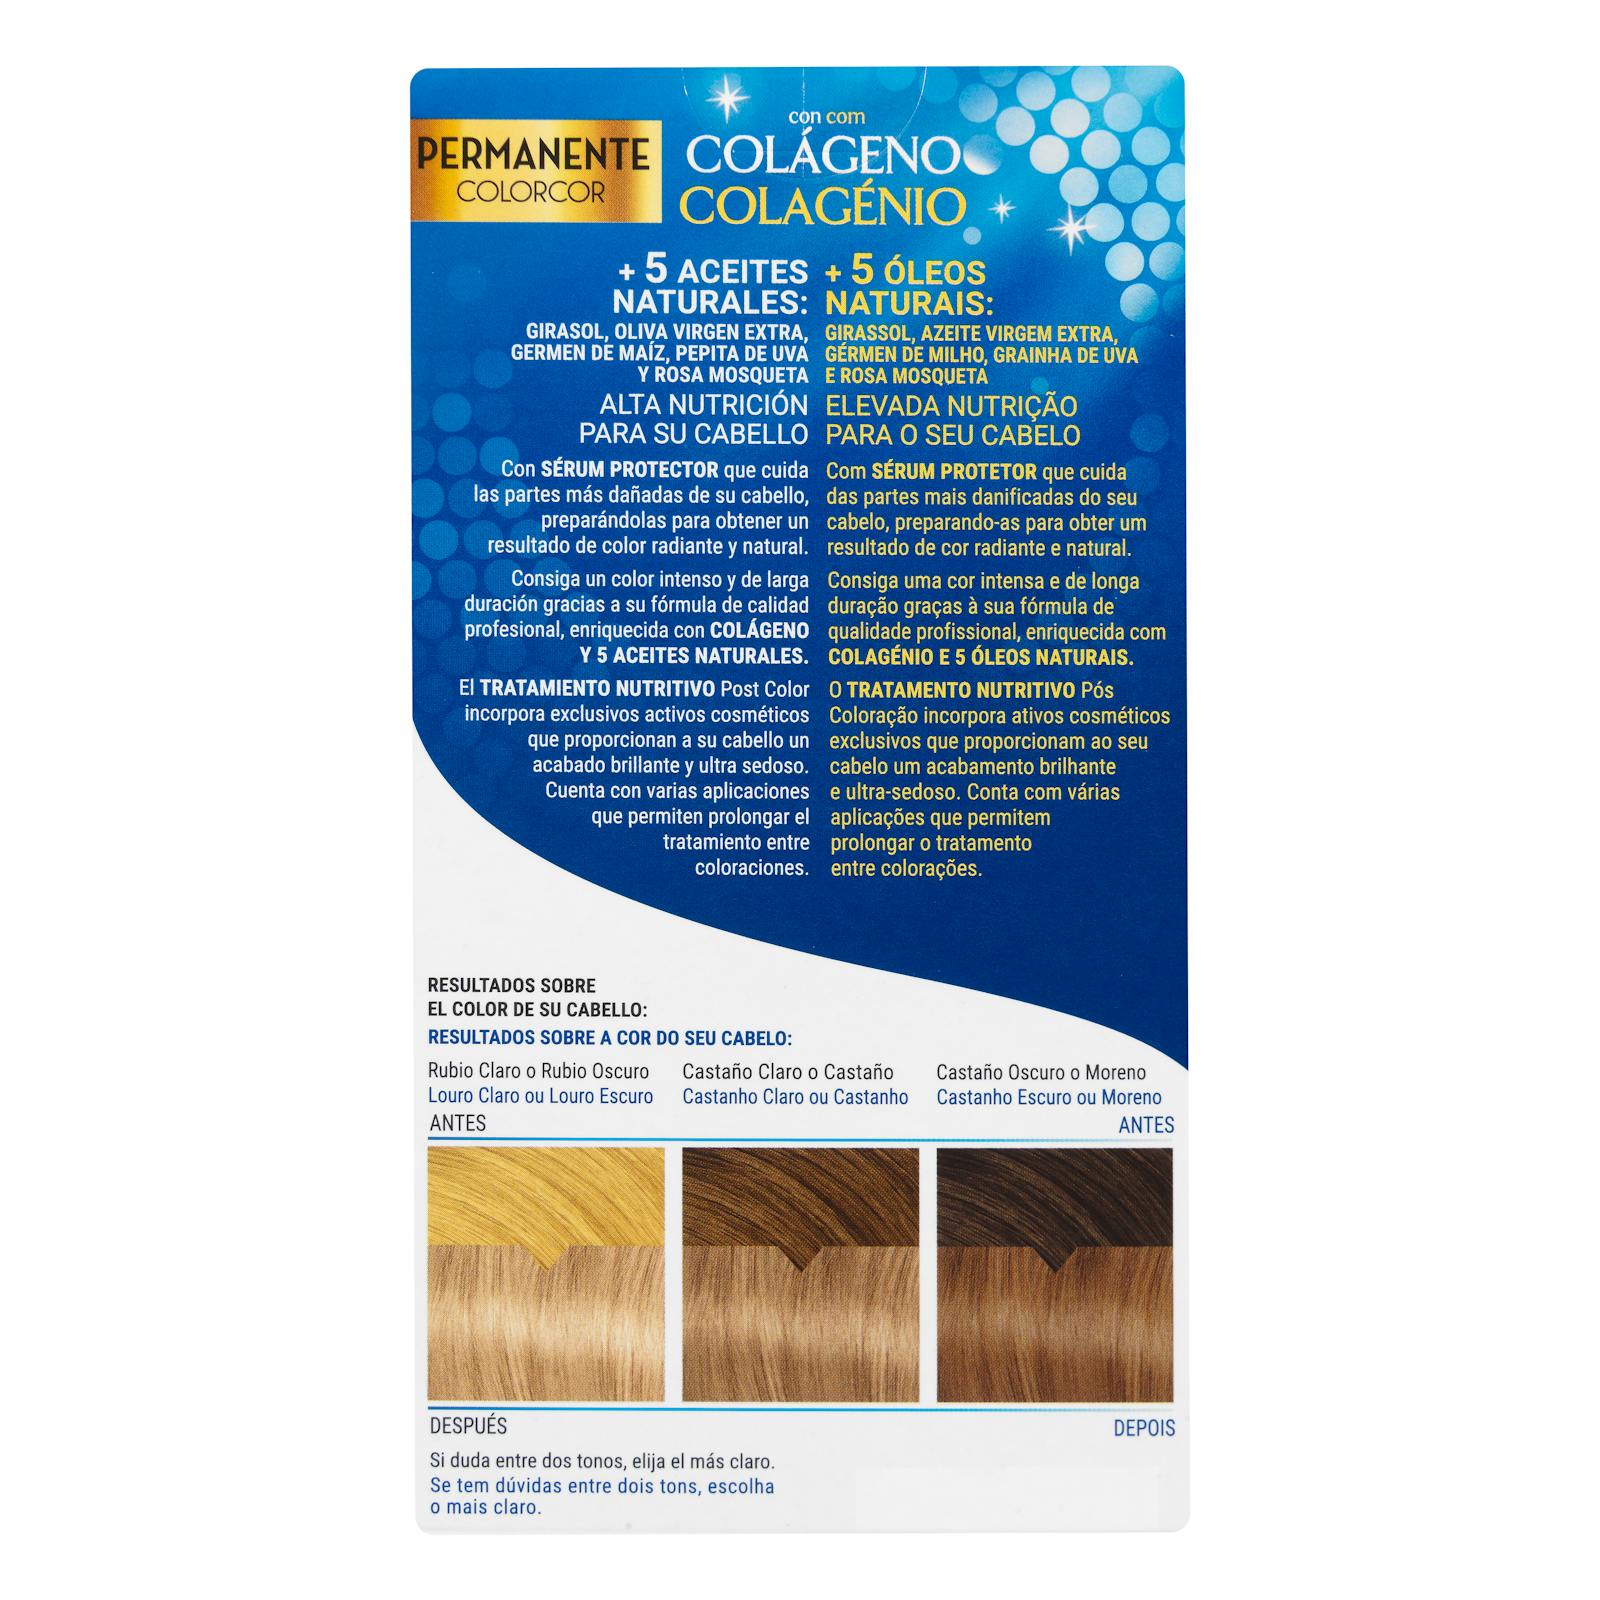 PERMANENTE
COLORCOR
con com
COLÁGENO
COLAGÉNIO
+ 5 ACEITES
NATURALES:
GIRASOL, OLIVA VIRGEN EXTRA,
GERMEN DE MAÍZ, PEPITA DE UVA
Y ROSA MOSQUETA
ALTA NUTRICIÓN
PARA SU CABELLO
Con SÉRUM PROTECTOR que cuida
las partes más dañadas de su cabello,
preparándolas para obtener un
resultado de color radiante y natural.
Consiga un color intenso y de larga
duración gracias a su fórmula de calidad
profesional, enriquecida con COLÁGENO
Y 5 ACEITES NATURALES.
El TRATAMIENTO NUTRITIVO Post Color
incorpora exclusivos activos cosméticos
que proporcionan a su cabello un
acabado brillante y ultra sedoso.
Cuenta con varias aplicaciones
que permiten prolongar el
tratamiento entre
coloraciones.
+ 5 ÓLEOS
NATURAIS:
GIRASSOL, AZEITE VIRGEM EXTRA,
GÉRMEN DE MILHO, GRAINHA DE UVA
E ROSA MOSQUETA
ELEVADA NUTRIÇÃO
PARA O SEU CABELO
Com SÉRUM PROTETOR que cuida
das partes mais danificadas do seu
cabelo, preparando-as para obter um
resultado de cor radiante e natural.
Consiga uma cor intensa e de longa
duração graças à sua fórmula de
qualidade profissional, enriquecida com
COLAGÉNIO E 5 ÓLEOS NATURAIS.
O TRATAMENTO NUTRITIVO Pós
Coloração incorpora ativos cosméticos
exclusivos que proporcionam ao seu
cabelo um acabamento brilhante
e ultra-sedoso. Conta com várias
aplicações que permitem
prolongar o tratamento
entre colorações.
RESULTADOS SOBRE
EL COLOR DE SU CABELLO:
RESULTADOS SOBRE A COR DO SEU CABELO:
Rubio Claro o Rubio Oscuro
Louro Claro ou Louro Escuro
Castaño Claro o Castaño
Castanho Claro ou Castanho
Castaño Oscuro o Moreno
Castanho Escuro ou Moreno
ANTES
ANTES
DESPUÉS
DEPOIS
Si duda entre dos tonos, elija el más claro.
Se tem dúvidas entre dois tons, escolha
o mais claro.